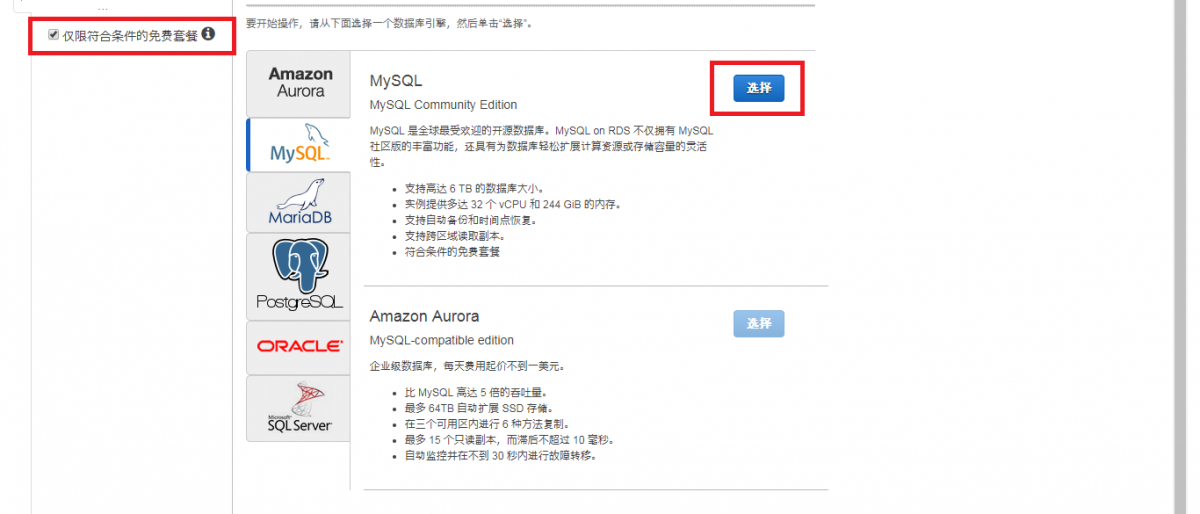 ...
要开始操作，请从下面选择一个数据库引擎，然后单击“选择”。
仅限符合条件的免费套餐
Amazon
Aurora
MySQL
MariaDB
PostgreSQL
ORACLE
Microsoft
SQL Server
MySQL
选择
MySQL Community Edition
MySQL 是全球最受欢迎的开源数据库。MySQL on RDS 不仅拥有 MySQL
社区版的丰富功能，还具有为数据库轻松扩展计算资源或存储容量的灵活
性。
支持高达 6 TB 的数据库大小。
实例提供多达 32 个 vCPU 和 244 GiB 的内存。
支持自动备份和时间点恢复。
支持跨区域读取副本。
符合条件的免费套餐
Amazon Aurora
选择
MySQL-compatible edition
企业级数据库，每天费用起价不到一美元。
比 MySQL 高达 5 倍的吞吐量。
最多 64TB 自动扩展 SSD 存储。
在三个可用区内进行 6 种方法复制。
最多 15 个只读副本，而滞后不超过 10 毫秒。
自动监控并在不到 30 秒内进行故障转移。